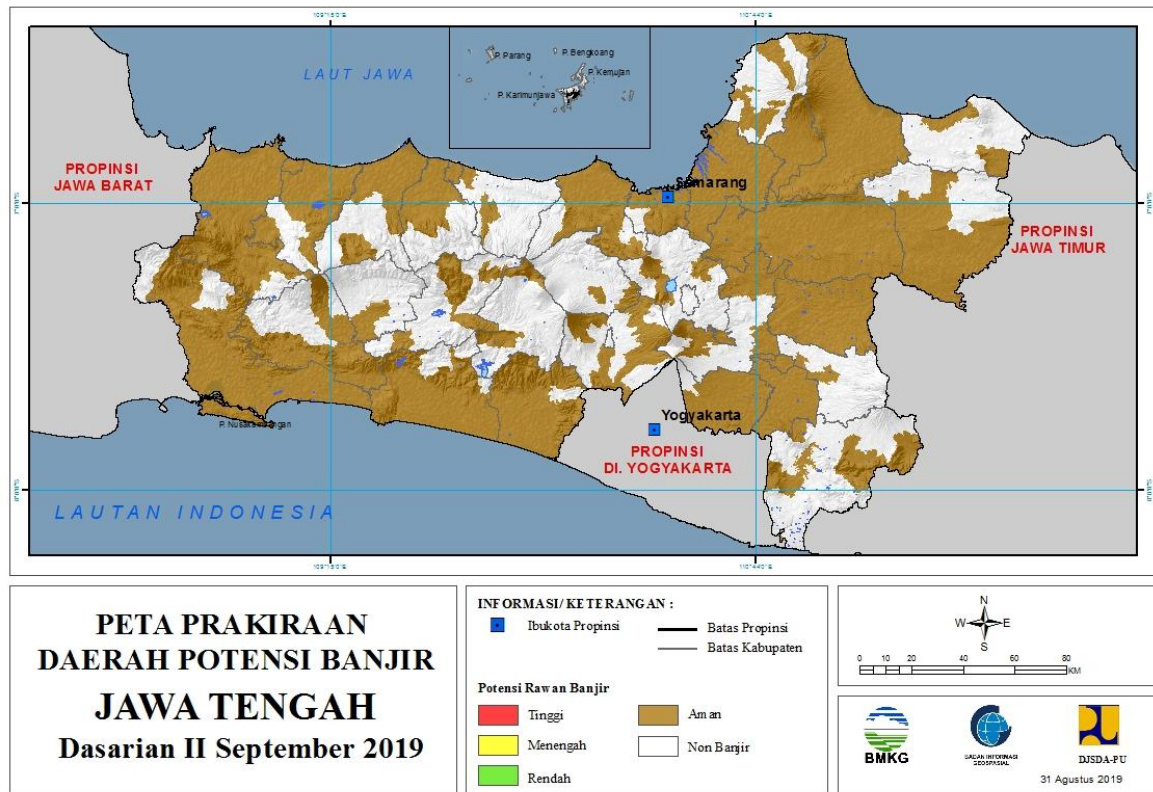 LAUT JAWA
P. Parang
P. Bengkoang
P. Kemujan
P. Karimunjawa
PROPINSI
JAWA BARAT
Semarang
PROPINSI
JAWA TIMUR
P. Nusakambangan
Yogyakarta
PROPINSI
DI. YOGYAKARTA
LAUTAN INDONESIA
PETA PRAKIRAAN
DAERAH POTENSI BANJIR
JAWA TENGAH
Dasarian II September 2019
INFORMASI/ KETERANGAN :
Ibukota Propinsi
Batas Propinsi
Batas Kabupaten
Potensi Rawan Banjir
Tinggi
Aman
Menengah
Non Banjir
Rendah
N
W
E
S
0 10 20 40 60 80
KM
BMKG
BADAN INFORMASI
GEOSPASIAL
DJSDA-PU
31 Agustus 2019